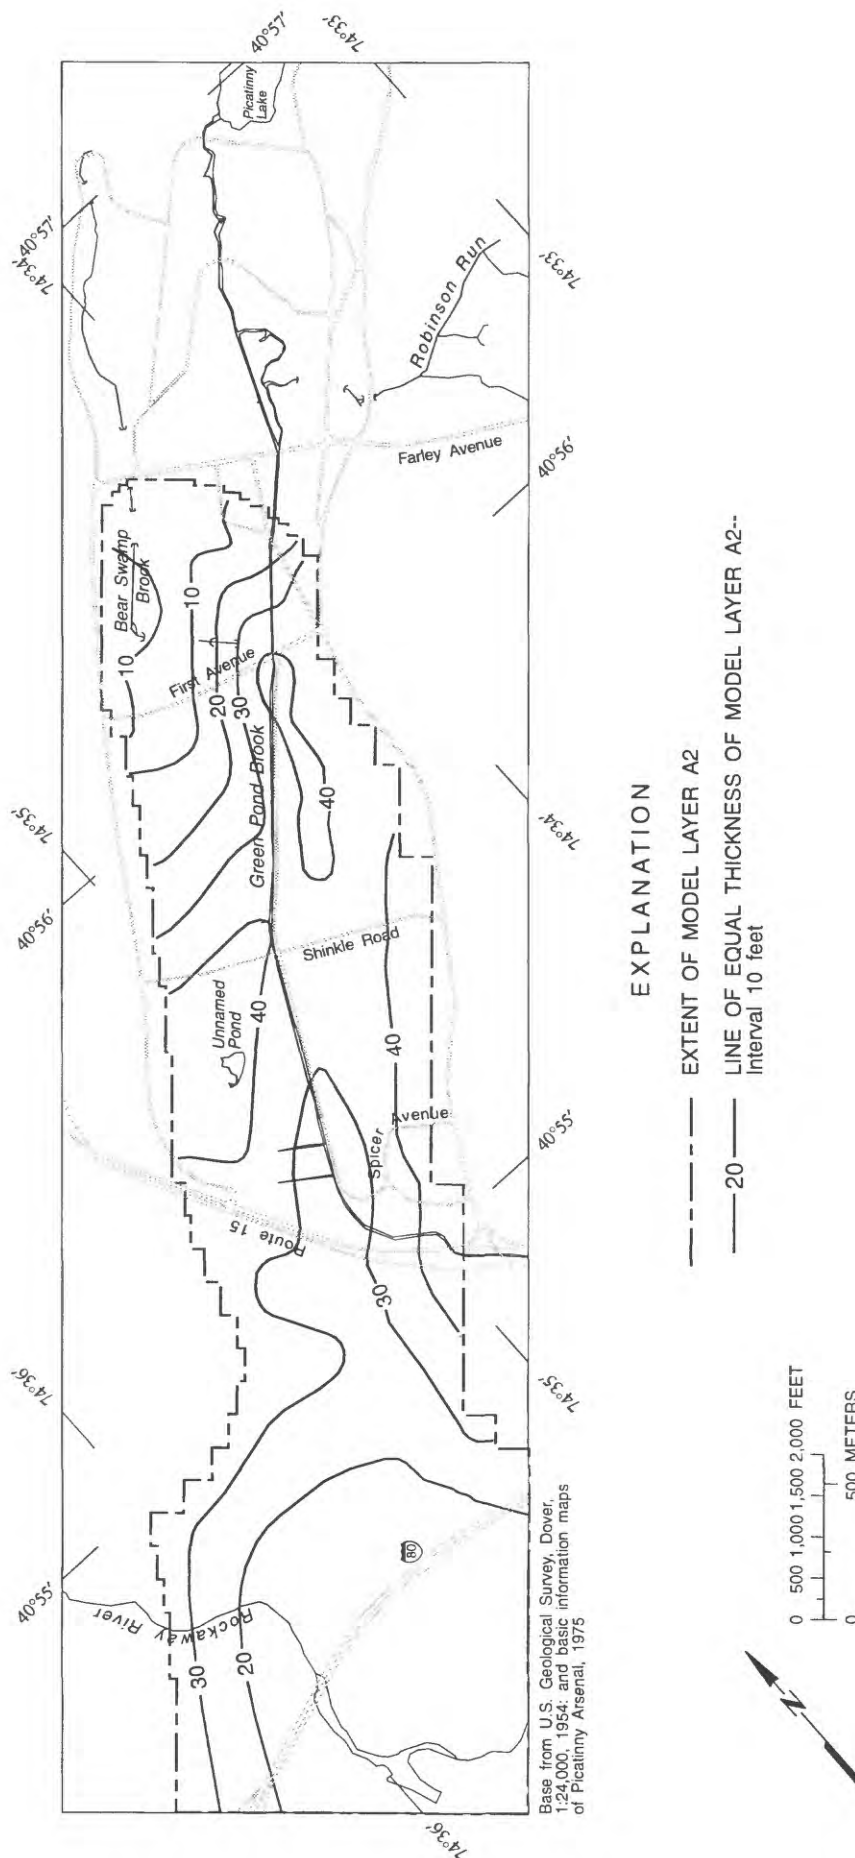 40°57'
74°33'
Picatinny
Lake
40°57'
74°34'
Robinson Run
74°33'
Farley Avenue
40°56'
Bear Swamp
Brook
10
10
First Avenue
20
30
Green Pond Brook
40
74°35'
40°56'
74°34'
Shinkle Road
Unnamed
Pond
40
40
Spicer Avenue
40°55'
Route 15
30
74°36'
74°35'
80
40°55'
Rockaway River
30
20
74°36'
Base from U.S. Geological Survey, Dover,
1:24,000, 1954: and basic information maps
of Picatinny Arsenal, 1975
EXPLANATION
EXTENT OF MODEL LAYER A2
20
LINE OF EQUAL THICKNESS OF MODEL LAYER A2--
Interval 10 feet
0 500 1,000 1,500 2,000 FEET
0 500 METERS
N